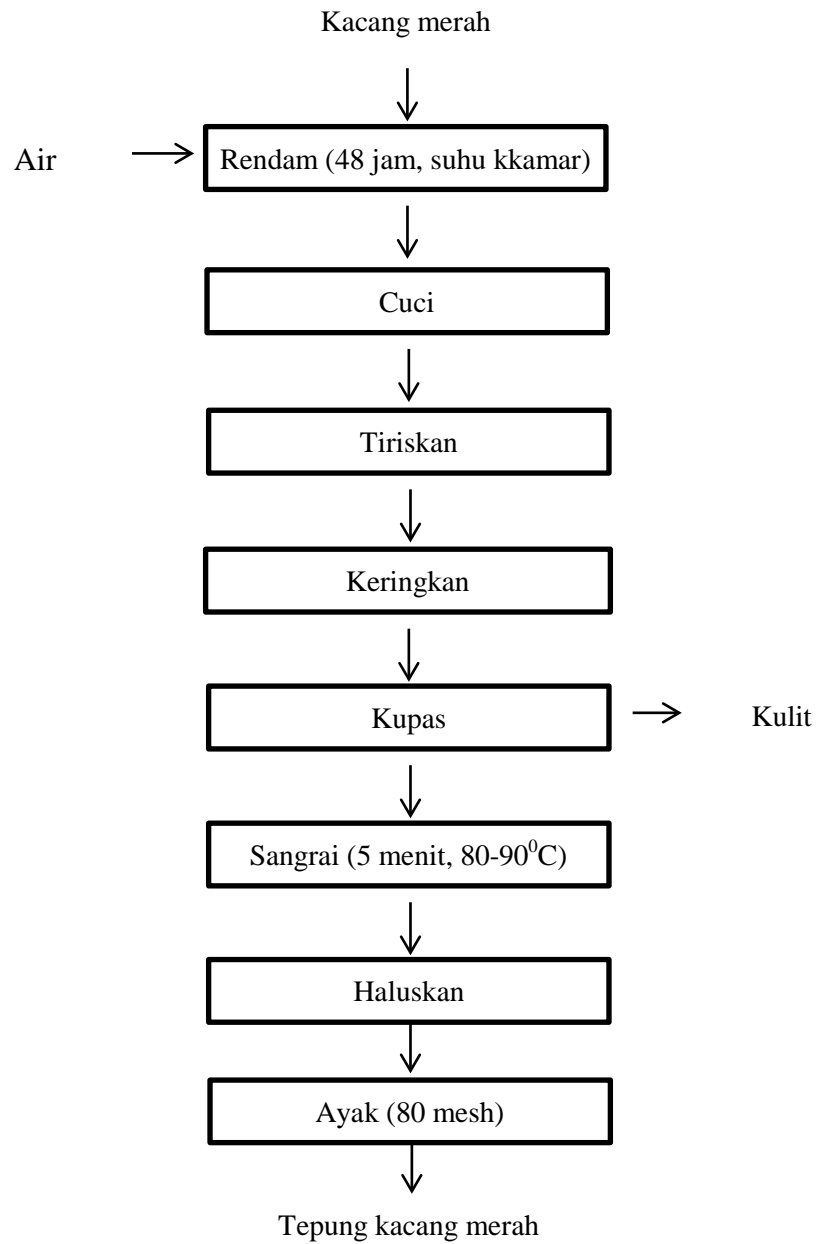 Kacang merah
Air
Rendam (48 jam, suhu kkamar)
Cuci
Tiriskan
Keringkan
Kupas
Kulit
Sangrai (5 menit, 80-90⁰C)
Haluskan
Ayak (80 mesh)
Tepung kacang merah